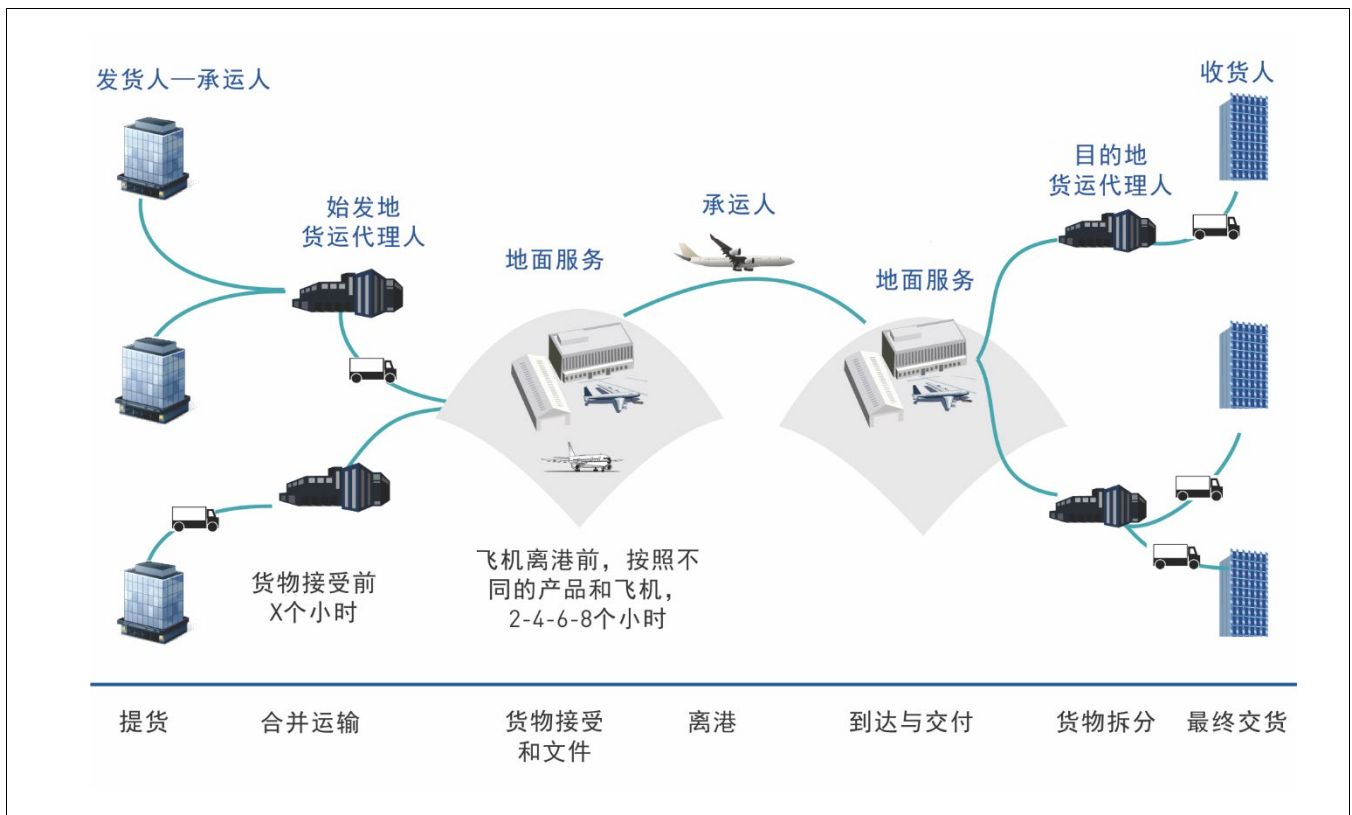 发货人—承运人
收货人
目的地
货运代理人
始发地
货运代理人
承运人
地面服务
地面服务
货物接受前
X个小时
飞机离港前，按照不
同的产品和飞机，
2-4-6-8个小时
提货
合并运输
货物接受
和文件
离港
到达与交付
货物拆分
最终交货